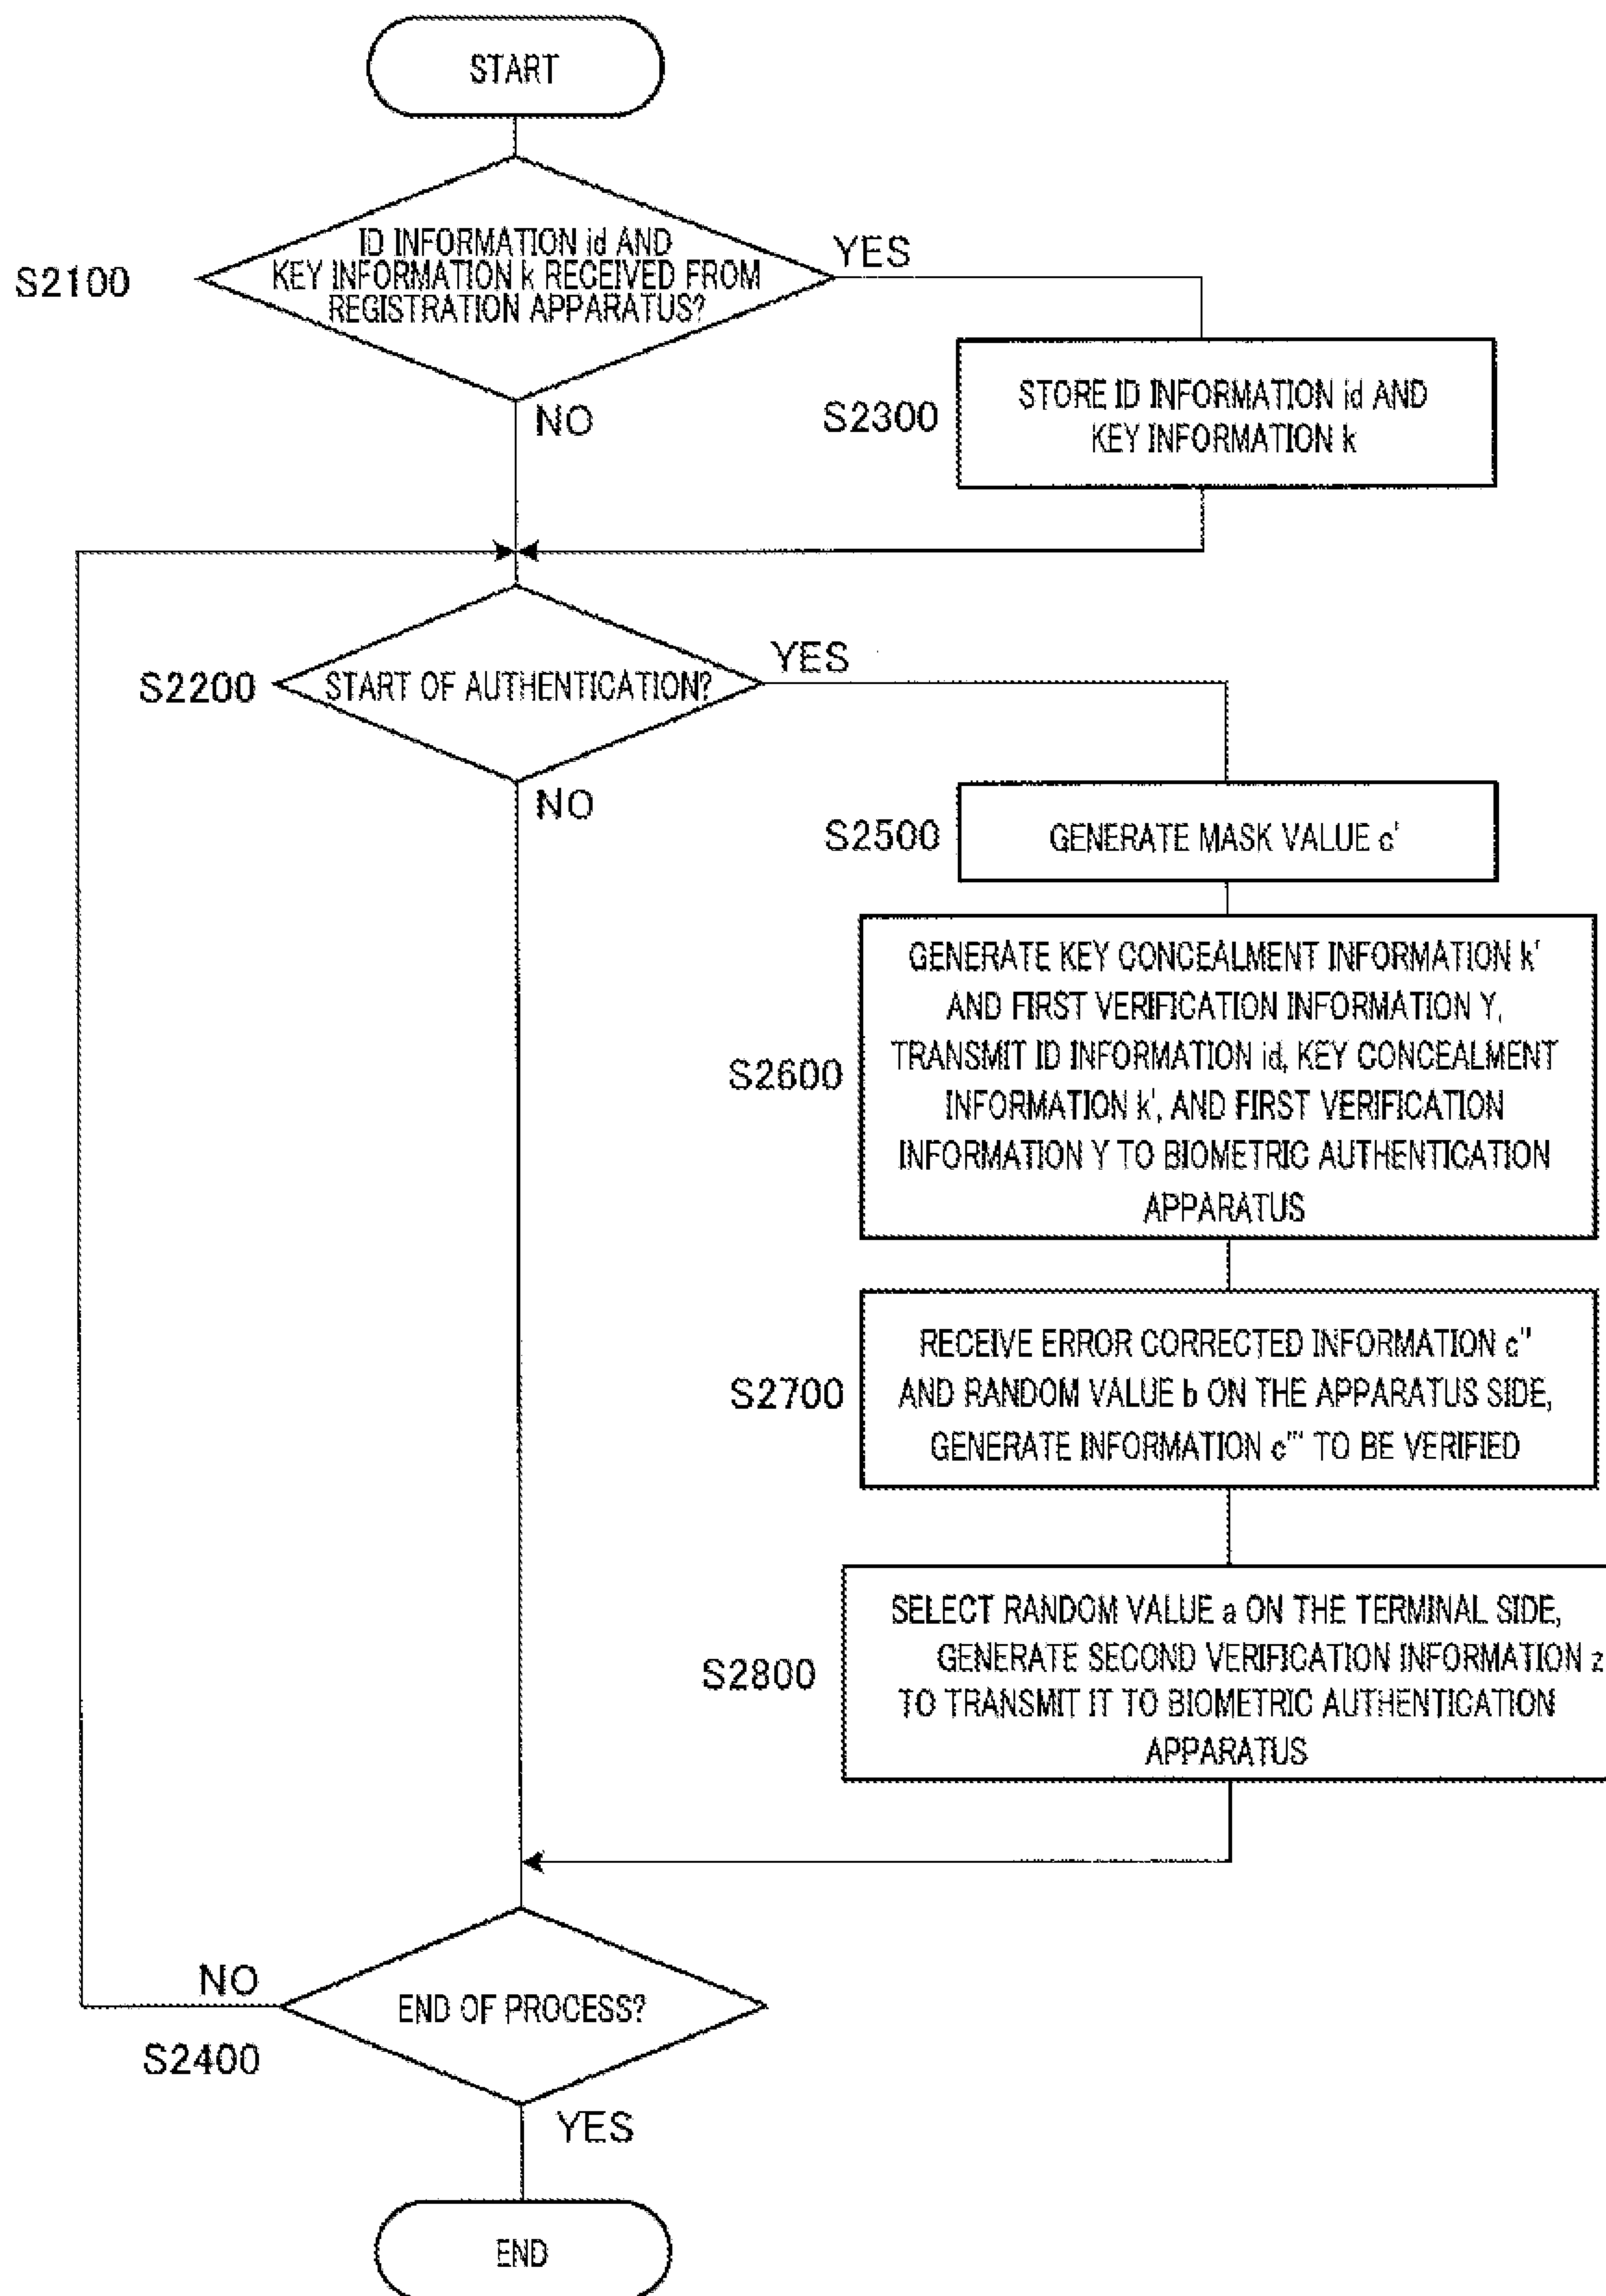 START
S2100
ID INFORMATION id AND
KEY INFORMATION k RECEIVED FROM
REGISTRATION APPARATUS?
YES
NO
S2300
STORE ID INFORMATION id AND
KEY INFORMATION k
S2200
START OF AUTHENTICATION?
YES
NO
S2500
GENERATE MASK VALUE c'
S2600
GENERATE KEY CONCEALMENT INFORMATION k'
AND FIRST VERIFICATION INFORMATION Y,
TRANSMIT ID INFORMATION id, KEY CONCEALMENT
INFORMATION k', AND FIRST VERIFICATION
INFORMATION Y TO BIOMETRIC AUTHENTICATION
APPARATUS
S2700
RECEIVE ERROR CORRECTED INFORMATION c''
AND RANDOM VALUE b ON THE APPARATUS SIDE,
GENERATE INFORMATION c''' TO BE VERIFIED
S2800
SELECT RANDOM VALUE a ON THE TERMINAL SIDE,
GENERATE SECOND VERIFICATION INFORMATION z
TO TRANSMIT IT TO BIOMETRIC AUTHENTICATION
APPARATUS
NO
S2400
END OF PROCESS?
YES
END